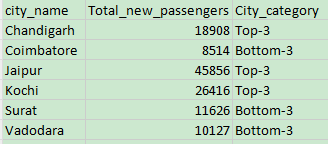 city_name Total_new_passengers City_category
Chandigarh 18908 Top-3
Coimbatore 8514 Bottom-3
Jaipur 45856 Top-3
Kochi 26416 Top-3
Surat 11626 Bottom-3
Vadodara 10127 Bottom-3